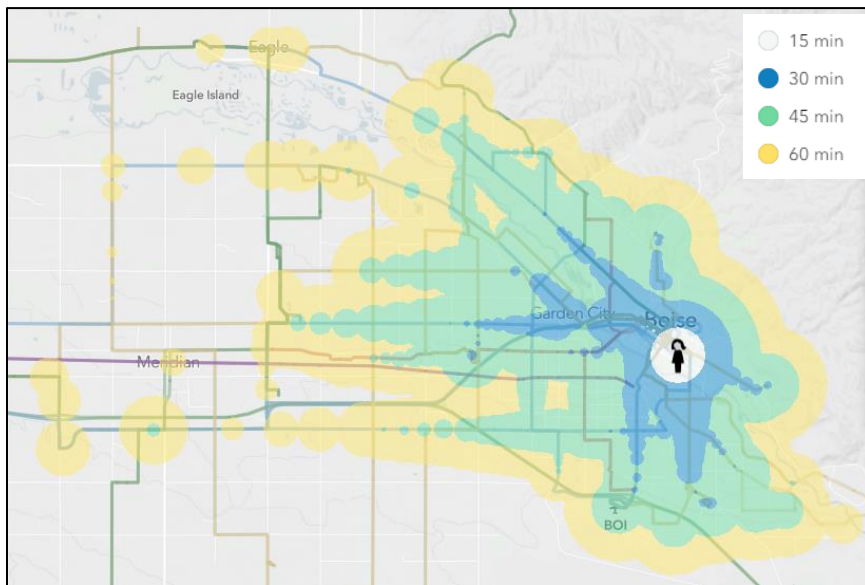 15 min
30 min
45 min
60 min
Eagle
Eagle Island
Garden City
Boise
Meridian
BOI